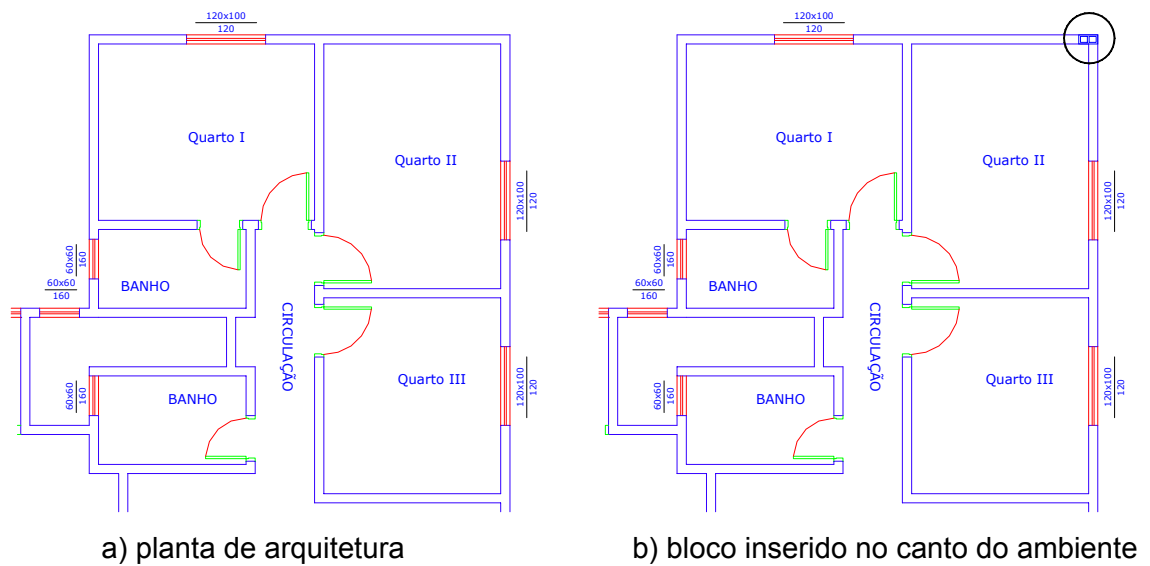 120x100
120
Quarto I
Quarto II
120x100
120
60x60
160
60x60
160
BANHO
CIRCULAÇÃO
60x60
160
BANHO
Quarto III
120x100
120
a) planta de arquitetura
120x100
120
Quarto I
Quarto II
120x100
120
60x60
160
60x60
160
BANHO
CIRCULAÇÃO
60x60
160
BANHO
Quarto III
120x100
120
b) bloco inserido no canto do ambiente